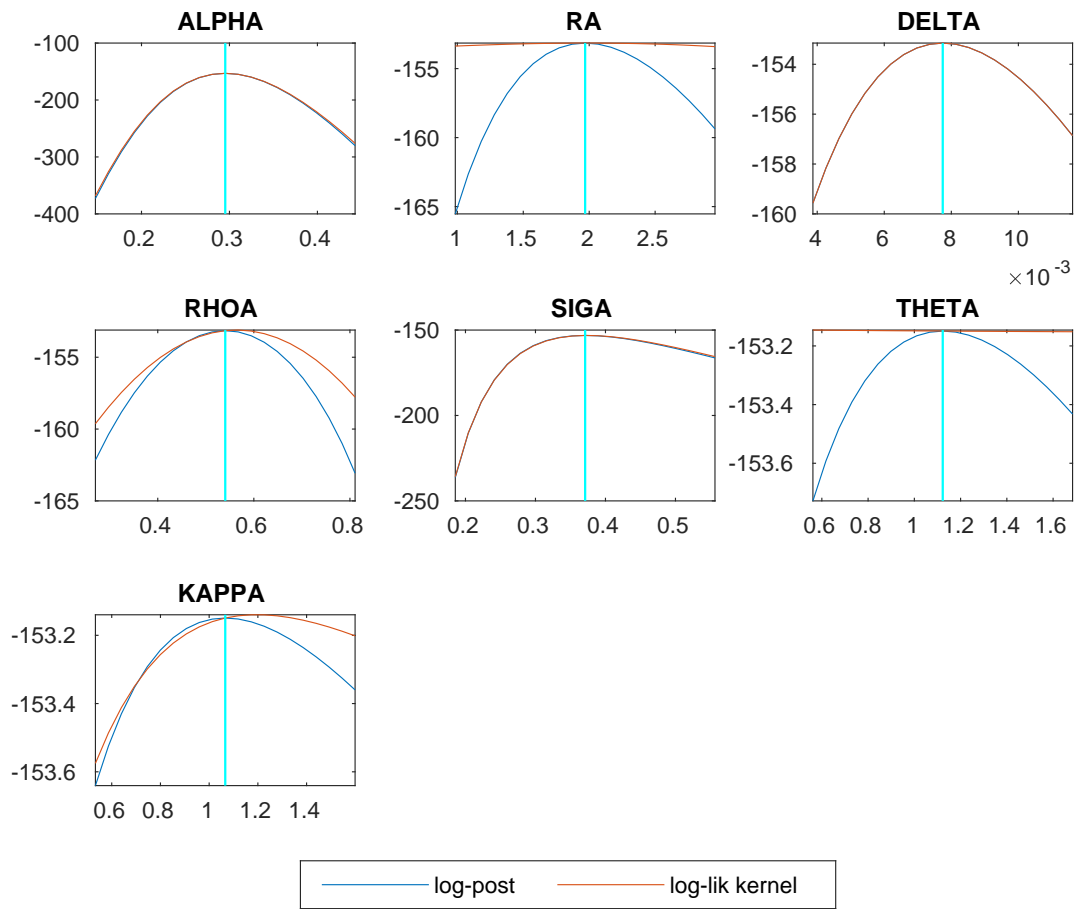 ALPHA
-100
-200
-300
-400
0.2 0.3 0.4
RA
-155
-160
-165
1 1.5 2 2.5
DELTA
-154
-156
-158
-160
4 6 8 10
×10 -3
RHOA
-155
-160
-165
0.4 0.6 0.8
SIGA
-150
-200
-250
0.2 0.3 0.4 0.5
THETA
-153.2
-153.4
-153.6
0.6 0.8 1 1.2 1.4 1.6
KAPPA
-153.2
-153.4
-153.6
0.6 0.8 1 1.2 1.4
log-post log-lik kernel